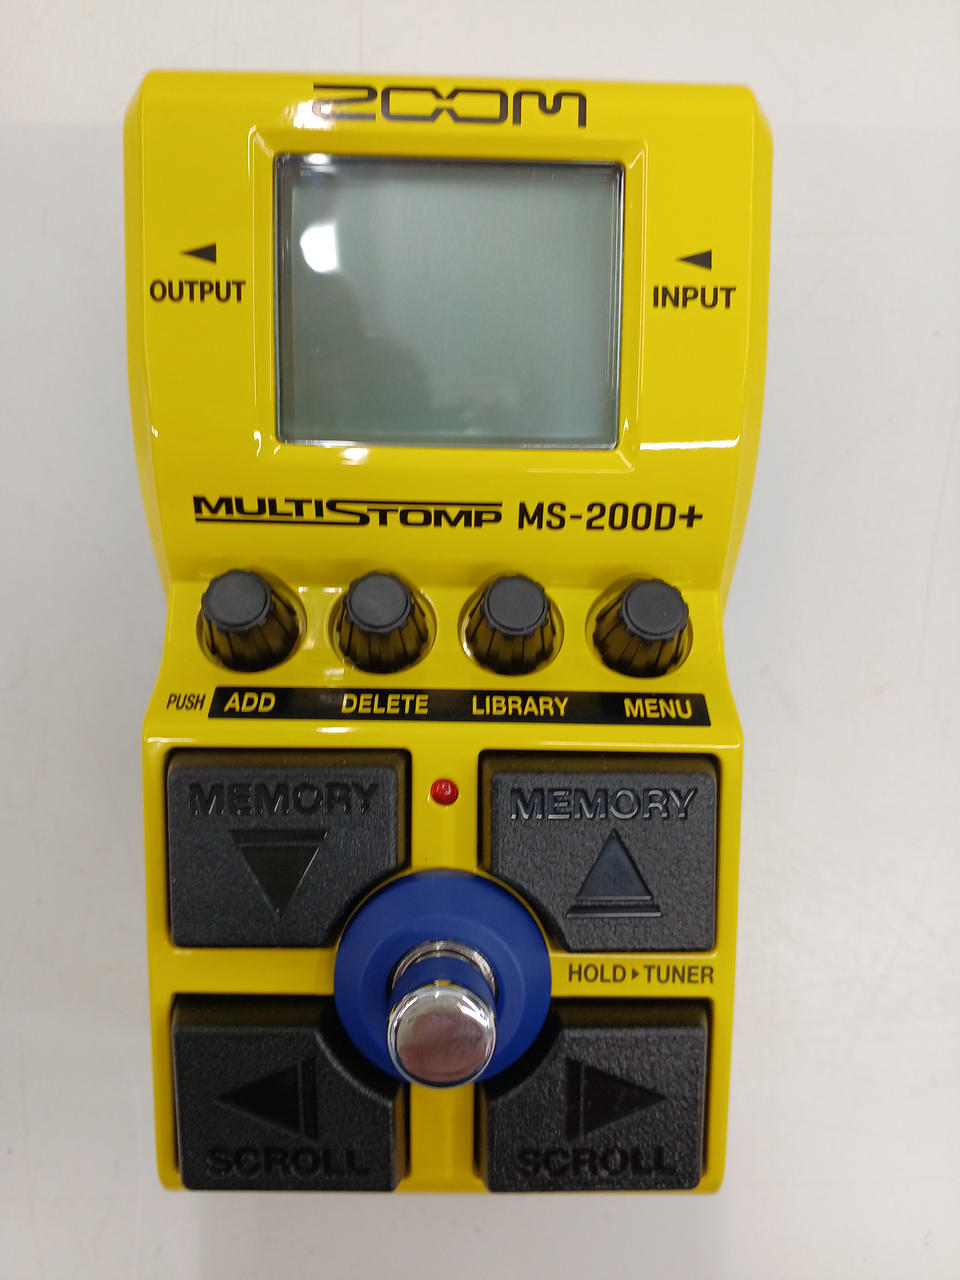 ZOOM
OUTPUT
INPUT
MULTISTOMP MS-200D+
PUSH ADD DELETE LIBRARY MENU
MEMORY MEMORY
HOLD▸TUNER
SCROLL SCROLL